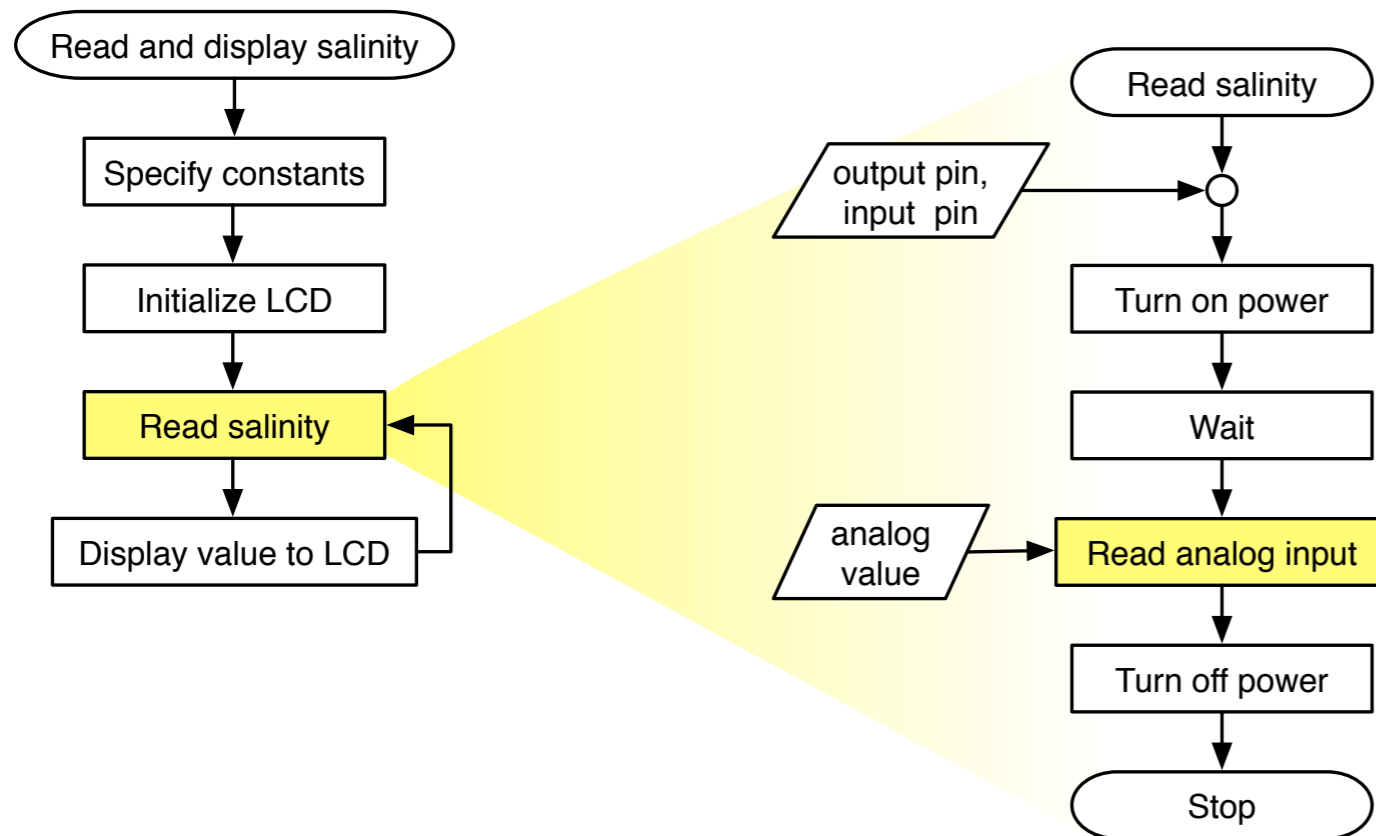 Read and display salinity
Specify constants
Initialize LCD
Read salinity
Display value to LCD
Read salinity
output pin,
input pin
Turn on power
Wait
analog
value
Read analog input
Turn off power
Stop